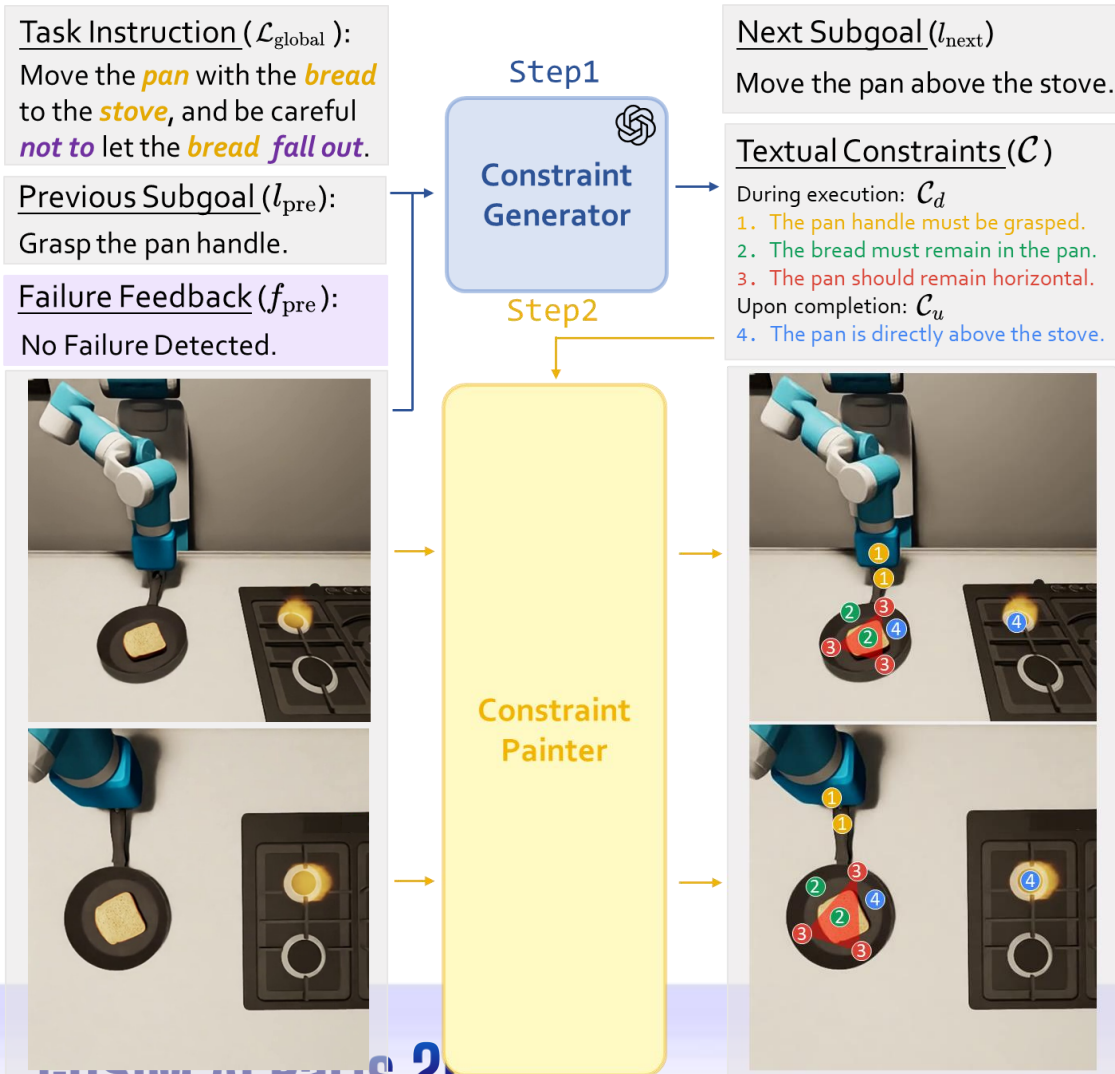 Task Instruction (ℒglobal):
Move the pan with the bread
to the stove, and be careful
not to let the bread fall out.
Previous Subgoal (lpre):
Grasp the pan handle.
Failure Feedback (fpre):
No Failure Detected.
Step1
Constraint
Generator
Step2
Constraint
Painter
Next Subgoal (lnext)
Move the pan above the stove.
Textual Constraints (𝒞)
During execution: 𝒞d
1. The pan handle must be grasped.
2. The bread must remain in the pan.
3. The pan should remain horizontal.
Upon completion: 𝒞u
4. The pan is directly above the stove.
1
1
2
3
4
2
3
3
4
1
1
3
2
4
2
3
3
4